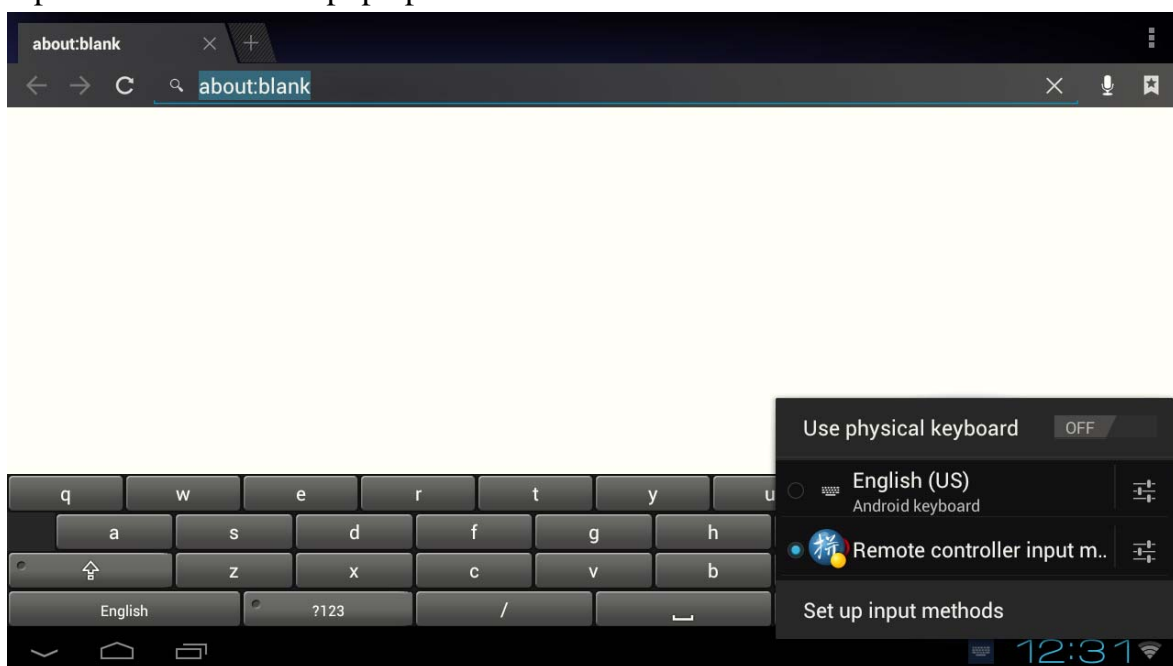 about:blank
about:blank
Use physical keyboard OFF
English (US)
Android keyboard
Remote controller input m..
Set up input methods
q w e r t y u
a s d f g h
z x c v b
English ?123 /
12:31
拼